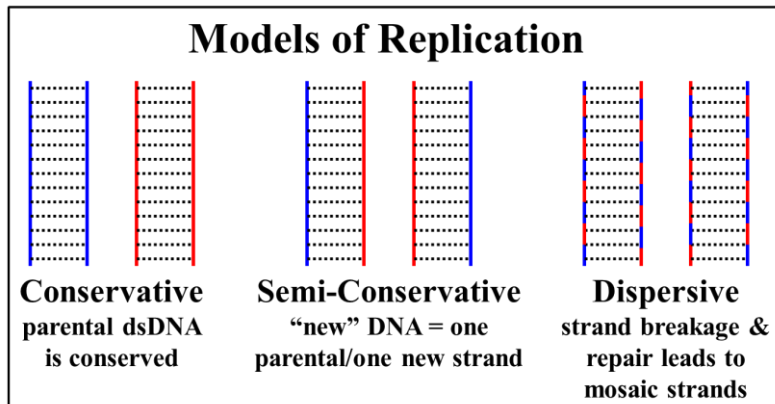 Models of Replication
Conservative
parental dsDNA
is conserved
Semi-Conservative
“new” DNA = one
parental/one new strand
Dispersive
strand breakage &
repair leads to
mosaic strands